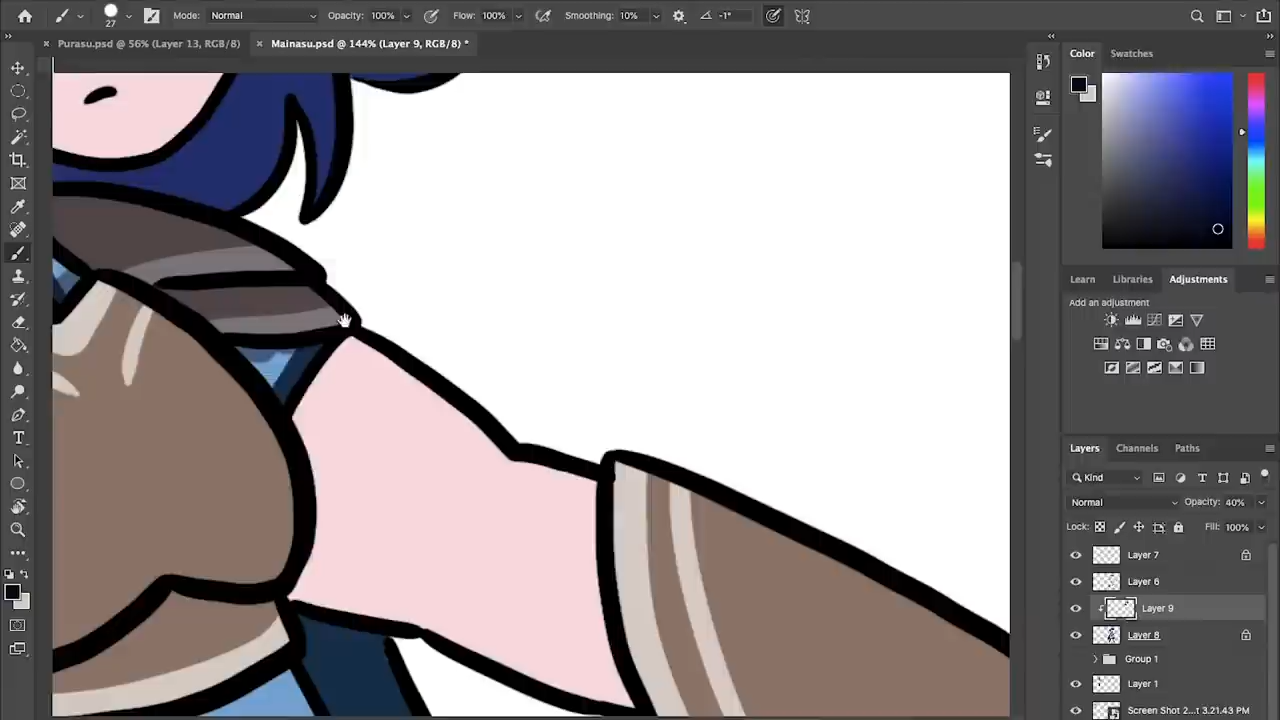 27 Mode: Normal Opacity: 100% Flow: 100% Smoothing: 10% -1°
Purasu.psd @ 56% (Layer 13, RGB/8) Mainasu.psd @ 144% (Layer 9, RGB/8) *
Color Swatches
Learn Libraries Adjustments
Add an adjustment
Layers Channels Paths
Kind
Normal Opacity: 40%
Lock: Fill: 100%
Layer 7
Layer 6
Layer 9
Layer 8
Group 1
Layer 1
Screen Shot 2...t 3.21.43 PM